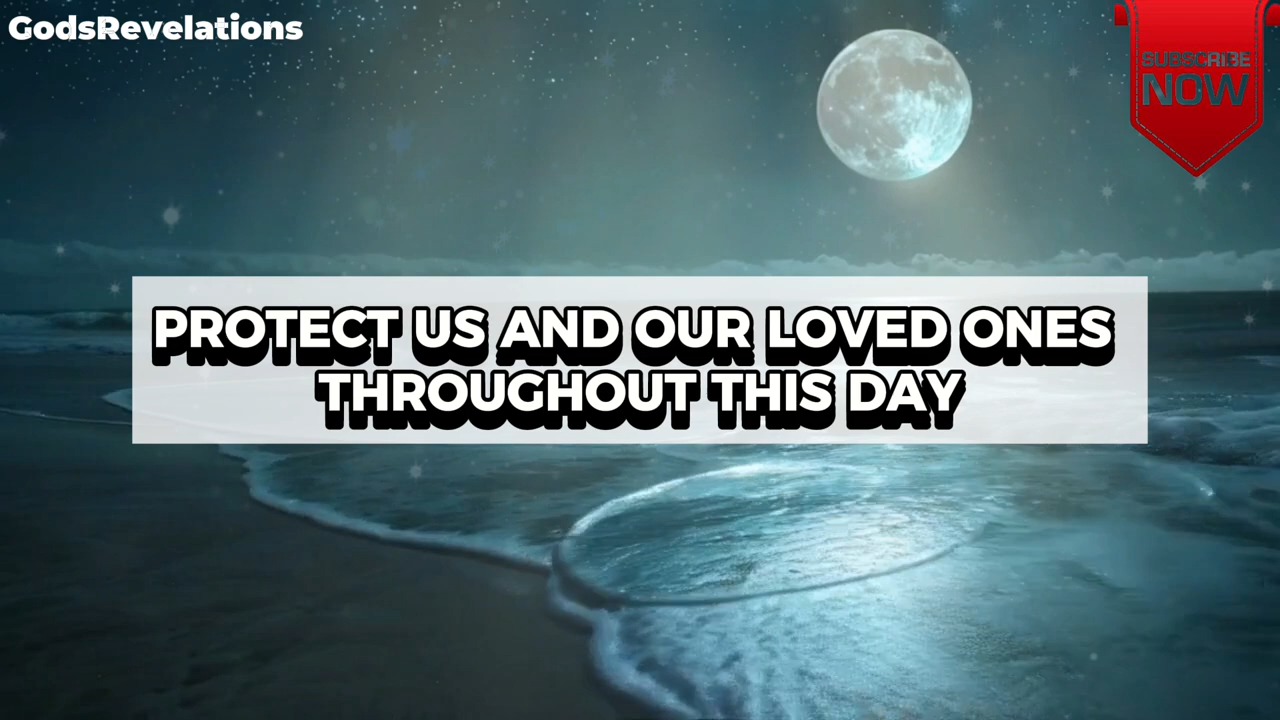 GodsRevelations
SUBSCRIBE
NOW
PROTECT US AND OUR LOVED ONES
THROUGHOUT THIS DAY